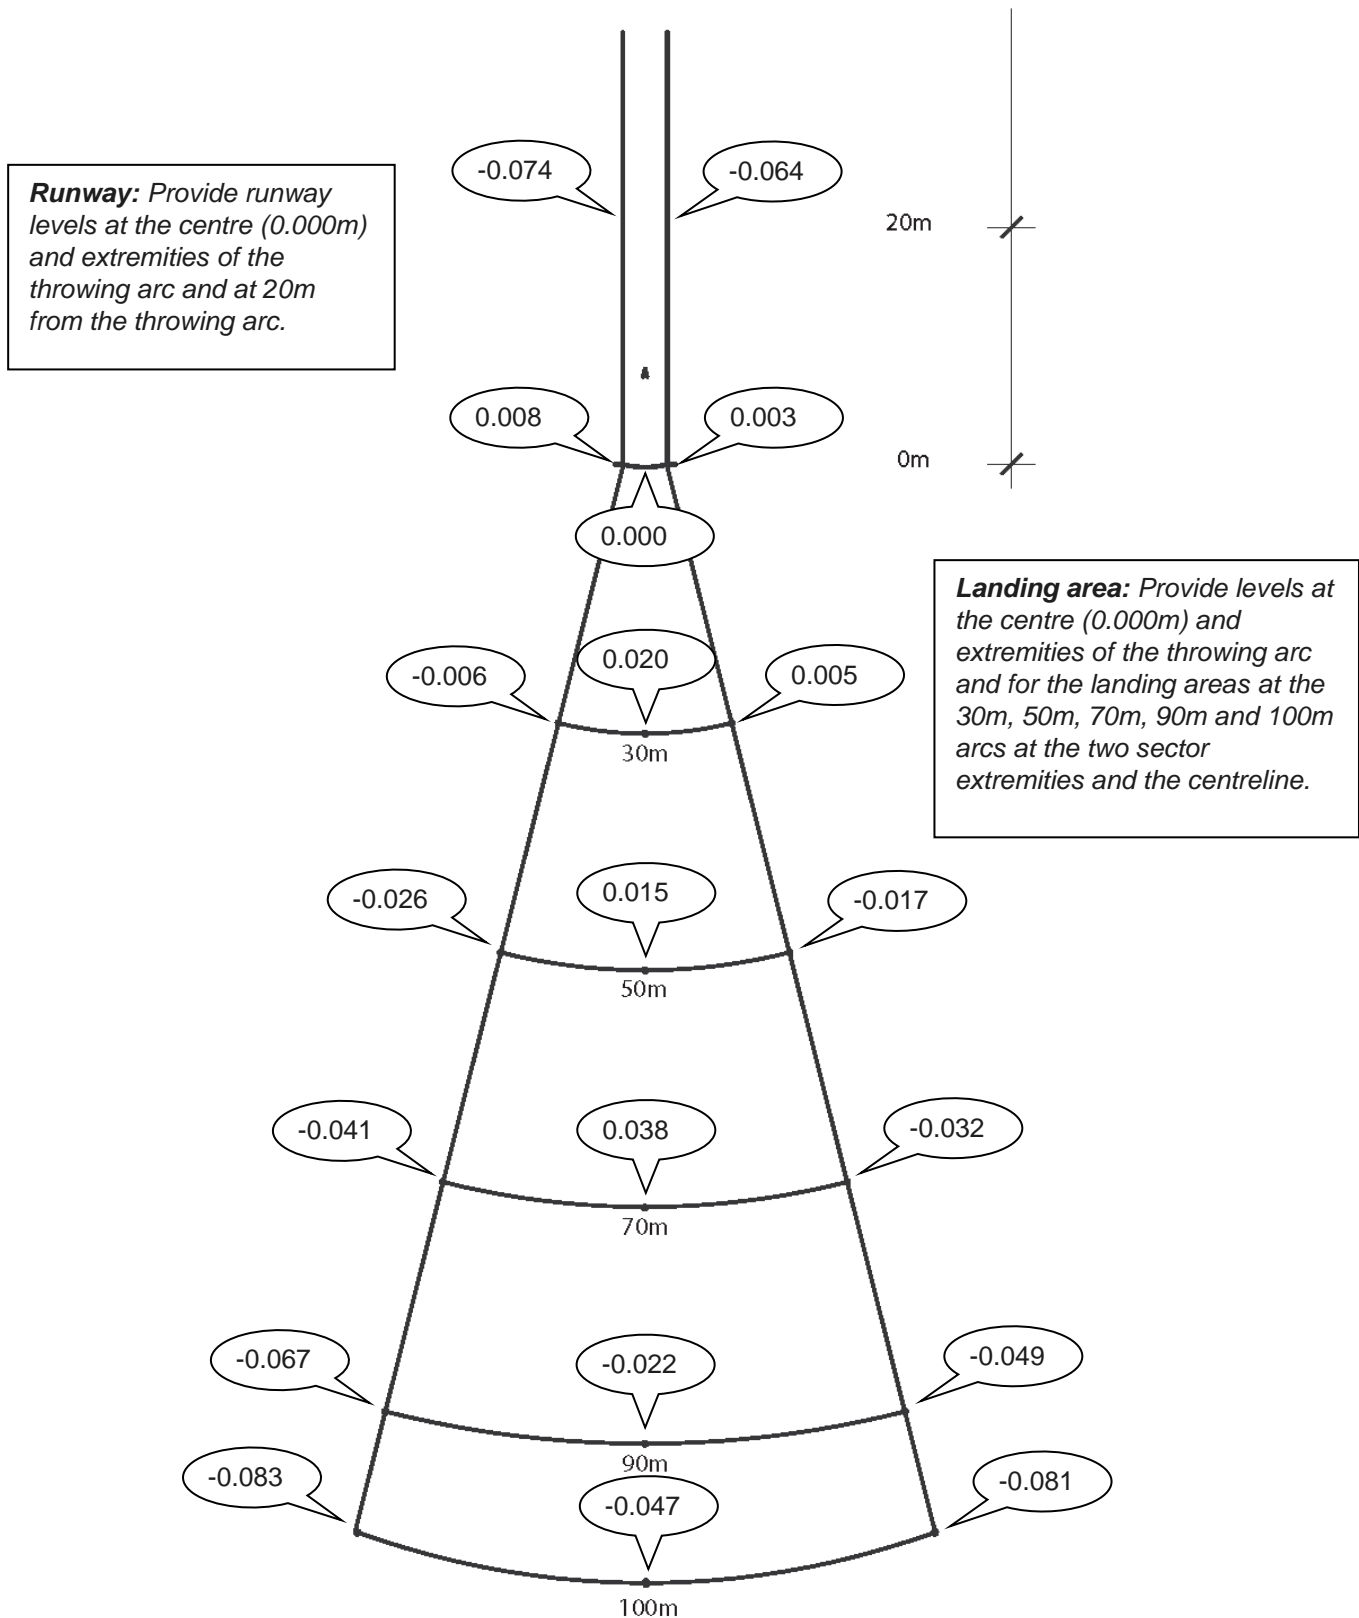 -0.074
-0.064
Runway: Provide runway
levels at the centre (0.000m)
and extremities of the
throwing arc and at 20m
from the throwing arc.
20m
0.008
0.003
0m
0.000
Landing area: Provide levels at
the centre (0.000m) and
extremities of the throwing arc
and for the landing areas at the
30m, 50m, 70m, 90m and 100m
arcs at the two sector
extremities and the centreline.
-0.006
0.020
0.005
30m
-0.026
0.015
-0.017
50m
-0.041
0.038
-0.032
70m
-0.067
-0.022
-0.049
90m
-0.083
-0.047
-0.081
100m